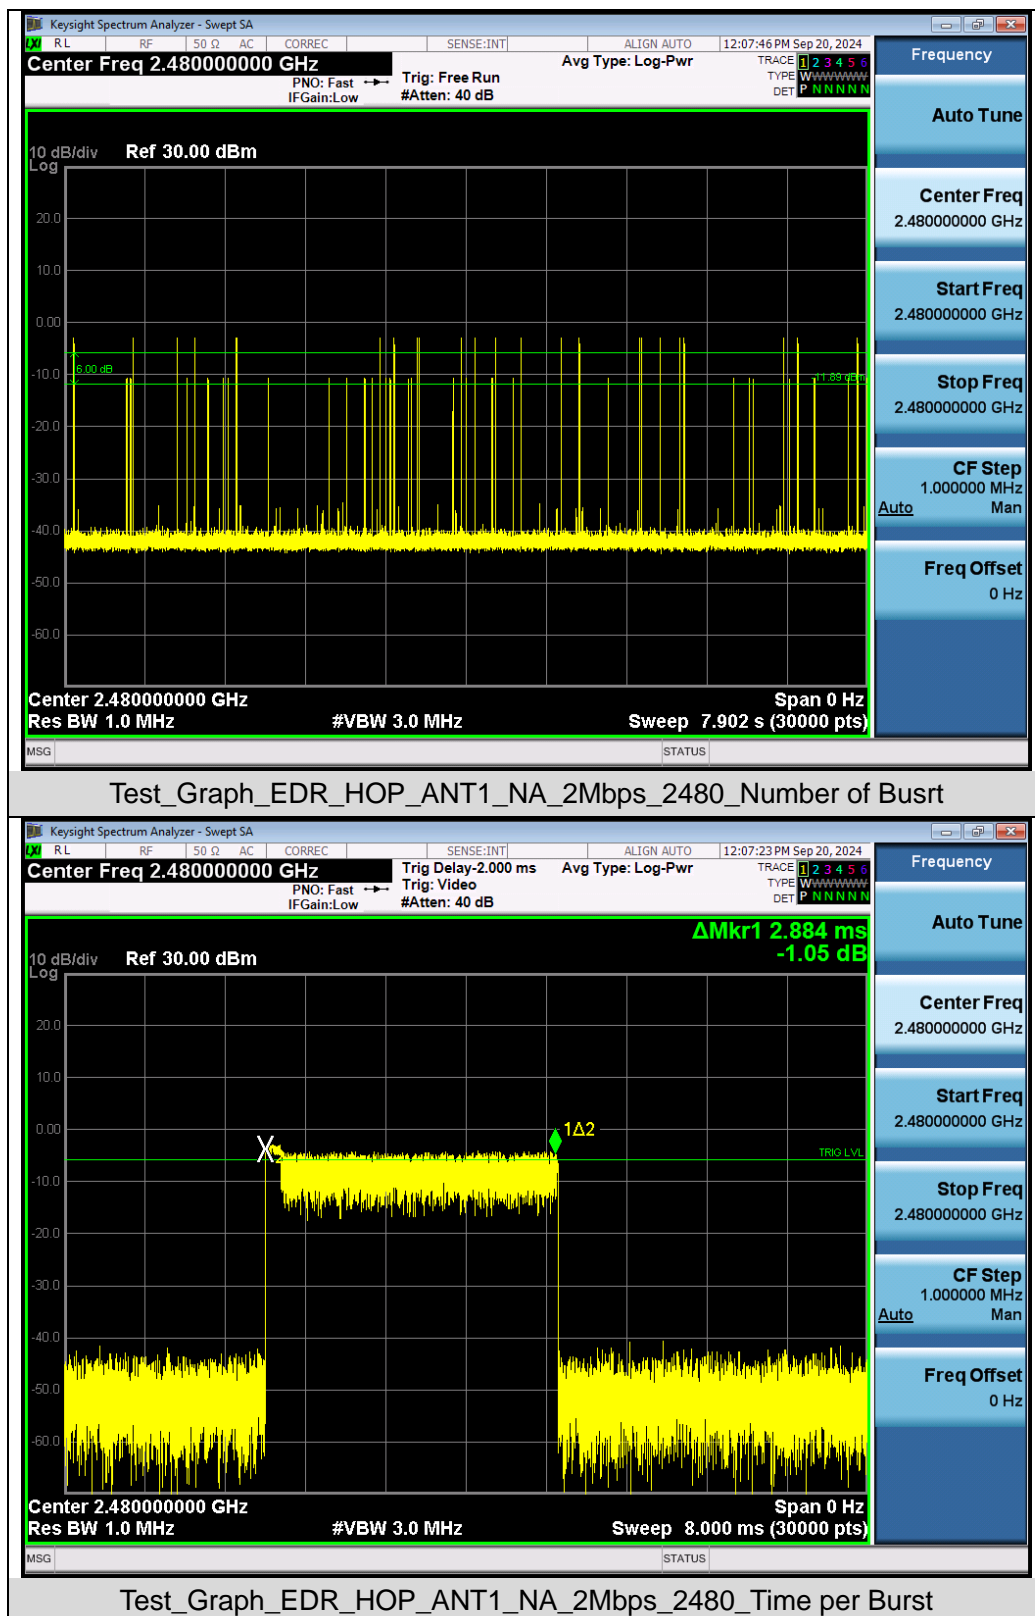 Keysight Spectrum Analyzer - Swept SA
LXI RL RF 50 Ω AC CORREC SENSE:INT ALIGN AUTO 12:07:46 PM Sep 20, 2024
Center Freq 2.480000000 GHz
PNO: Fast
IFGain:Low
Trig: Free Run
#Atten: 40 dB
Avg Type: Log-Pwr
TRACE 1 2 3 4 5 6
TYPE WWWWWW
DET P N N N N N
Frequency
Auto Tune
10 dB/div Ref 30.00 dBm
Log
20.0
10.0
0.00
-10.0
-20.0
-30.0
-40.0
-50.0
-60.0
6.00 dB
-11.89 dBm
Center Freq
2.480000000 GHz
Start Freq
2.480000000 GHz
Stop Freq
2.480000000 GHz
CF Step
1.000000 MHz
Auto Man
Freq Offset
0 Hz
Center 2.480000000 GHz Span 0 Hz
Res BW 1.0 MHz #VBW 3.0 MHz Sweep 7.902 s (30000 pts)
MSG STATUS
Test_Graph_EDR_HOP_ANT1_NA_2Mbps_2480_Number of Busrt
Keysight Spectrum Analyzer - Swept SA
LXI RL RF 50 Ω AC CORREC SENSE:INT ALIGN AUTO 12:07:23 PM Sep 20, 2024
Center Freq 2.480000000 GHz
PNO: Fast
IFGain:Low
Trig Delay-2.000 ms
Trig: Video
#Atten: 40 dB
Avg Type: Log-Pwr
TRACE 1 2 3 4 5 6
TYPE WWWWWW
DET P N N N N N
Frequency
Auto Tune
ΔMkr1 2.884 ms
-1.05 dB
10 dB/div Ref 30.00 dBm
Log
20.0
10.0
0.00
-10.0
-20.0
-30.0
-40.0
-50.0
-60.0
1Δ2
2
TRIG LVL
Center Freq
2.480000000 GHz
Start Freq
2.480000000 GHz
Stop Freq
2.480000000 GHz
CF Step
1.000000 MHz
Auto Man
Freq Offset
0 Hz
Center 2.480000000 GHz Span 0 Hz
Res BW 1.0 MHz #VBW 3.0 MHz Sweep 8.000 ms (30000 pts)
MSG STATUS
Test_Graph_EDR_HOP_ANT1_NA_2Mbps_2480_Time per Burst